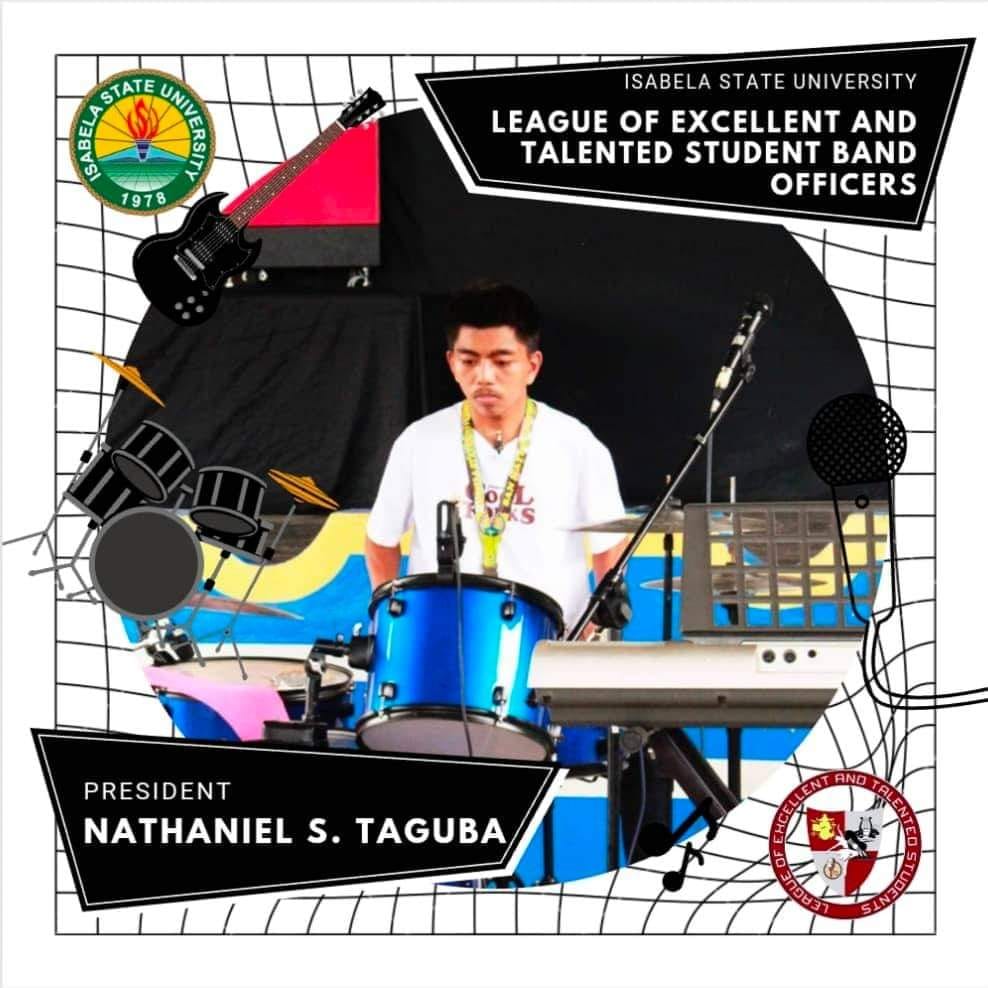 ISABELA STATE UNIVERSITY
1978
ISABELA STATE UNIVERSITY
LEAGUE OF EXCELLENT AND
TALENTED STUDENT BAND
OFFICERS
COOL
PRESIDENT
NATHANIEL S. TAGUBA
LEAGUE OF EXCELLENT AND TALENTED STUDENTS